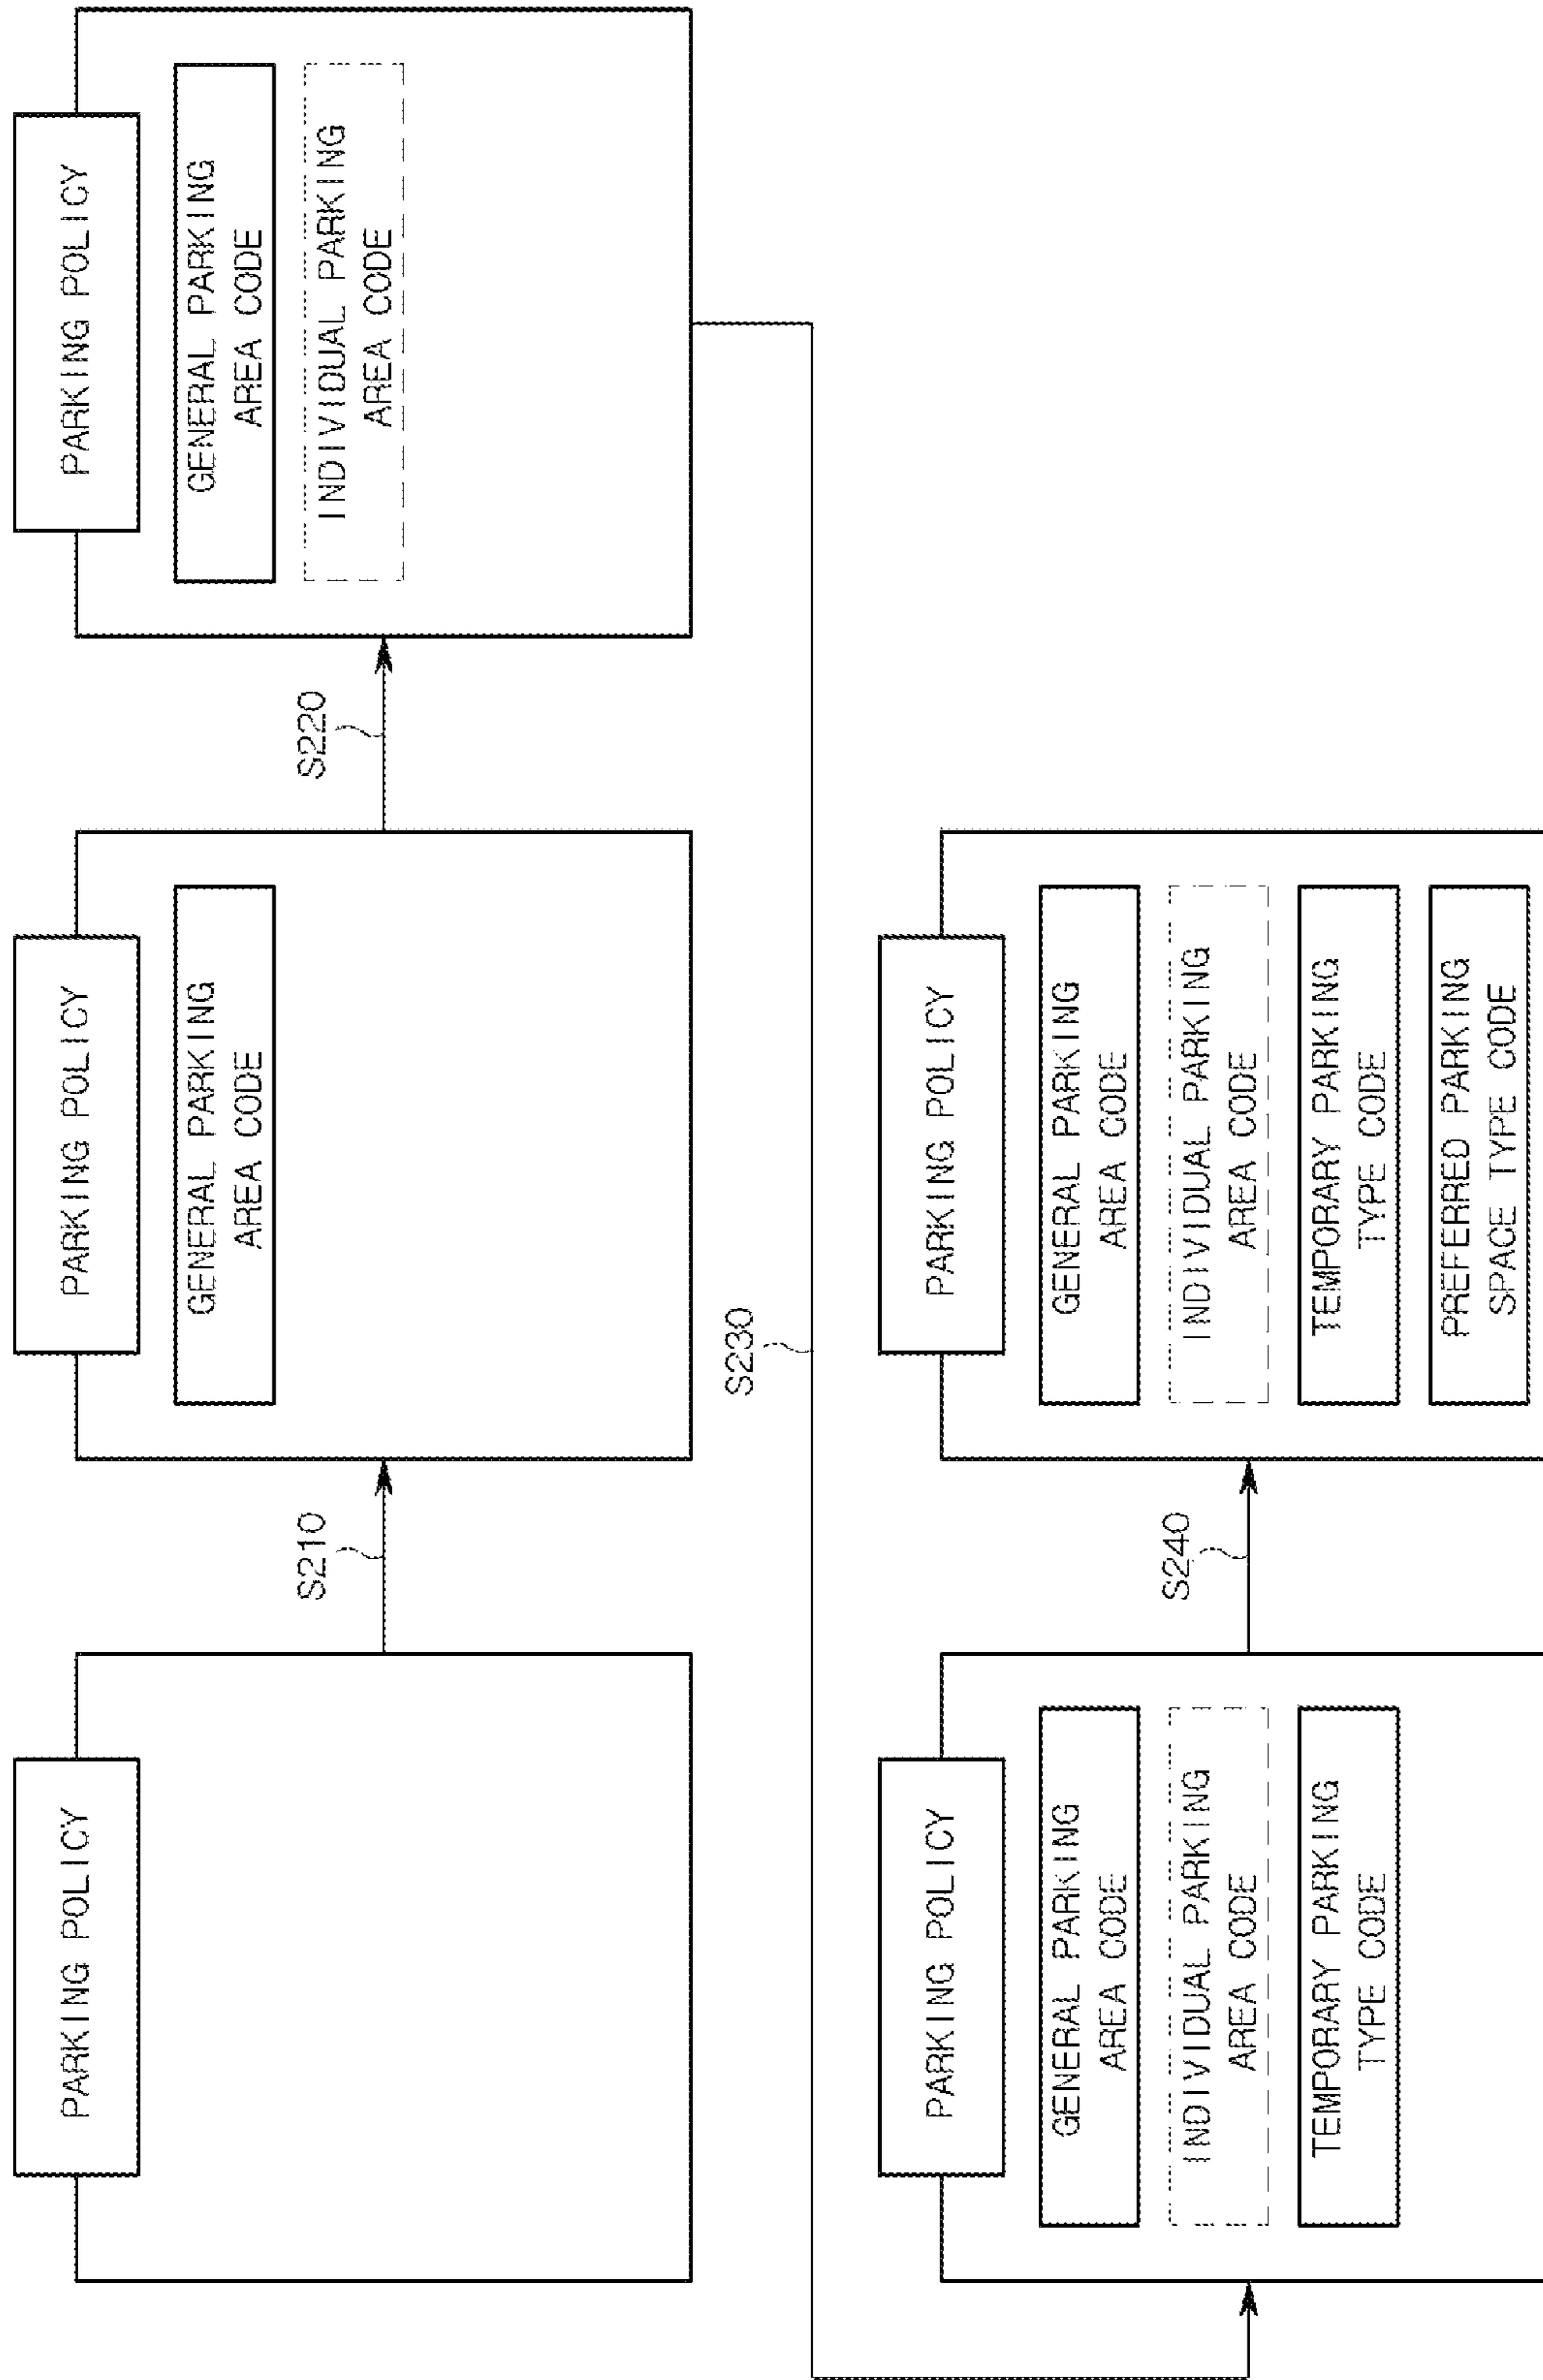 PARKING POLICY
S210
PARKING POLICY
GENERAL PARKING
AREA CODE
S220
PARKING POLICY
GENERAL PARKING
AREA CODE
INDIVIDUAL PARKING
AREA CODE
S230
PARKING POLICY
GENERAL PARKING
AREA CODE
INDIVIDUAL PARKING
AREA CODE
TEMPORARY PARKING
TYPE CODE
S240
PARKING POLICY
GENERAL PARKING
AREA CODE
INDIVIDUAL PARKING
AREA CODE
TEMPORARY PARKING
TYPE CODE
PREFERRED PARKING
SPACE TYPE CODE